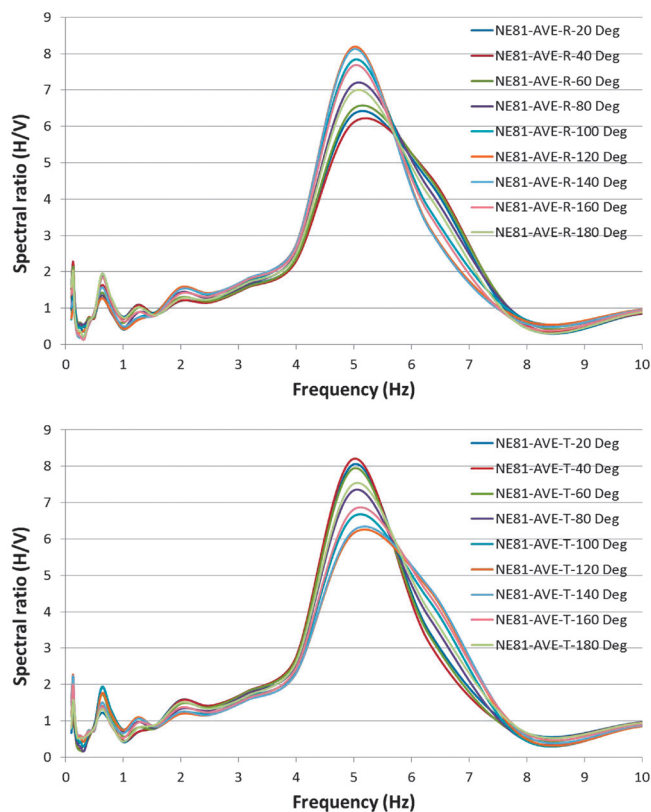 9
8
7
6
5
4
3
2
1
0
Spectral ratio (H/V)
NE81-AVE-R-20 Deg
NE81-AVE-R-40 Deg
NE81-AVE-R-60 Deg
NE81-AVE-R-80 Deg
NE81-AVE-R-100 Deg
NE81-AVE-R-120 Deg
NE81-AVE-R-140 Deg
NE81-AVE-R-160 Deg
NE81-AVE-R-180 Deg
0 1 2 3 4 5 6 7 8 9 10
Frequency (Hz)
9
8
7
6
5
4
3
2
1
0
Spectral ratio (H/V)
NE81-AVE-T-20 Deg
NE81-AVE-T-40 Deg
NE81-AVE-T-60 Deg
NE81-AVE-T-80 Deg
NE81-AVE-T-100 Deg
NE81-AVE-T-120 Deg
NE81-AVE-T-140 Deg
NE81-AVE-T-160 Deg
NE81-AVE-T-180 Deg
0 1 2 3 4 5 6 7 8 9 10
Frequency (Hz)